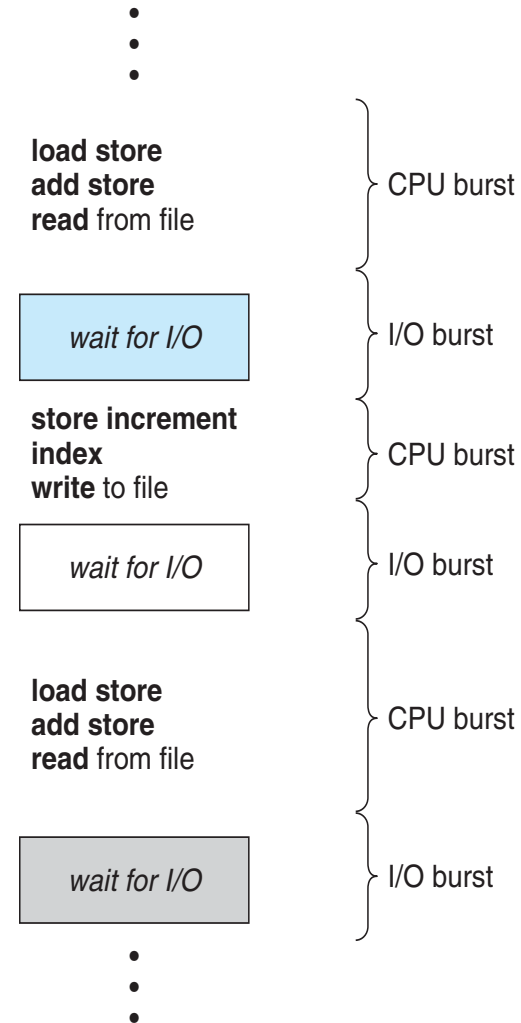 load store
add store
read from file
CPU burst
wait for I/O
I/O burst
store increment
index
write to file
CPU burst
wait for I/O
I/O burst
load store
add store
read from file
CPU burst
wait for I/O
I/O burst